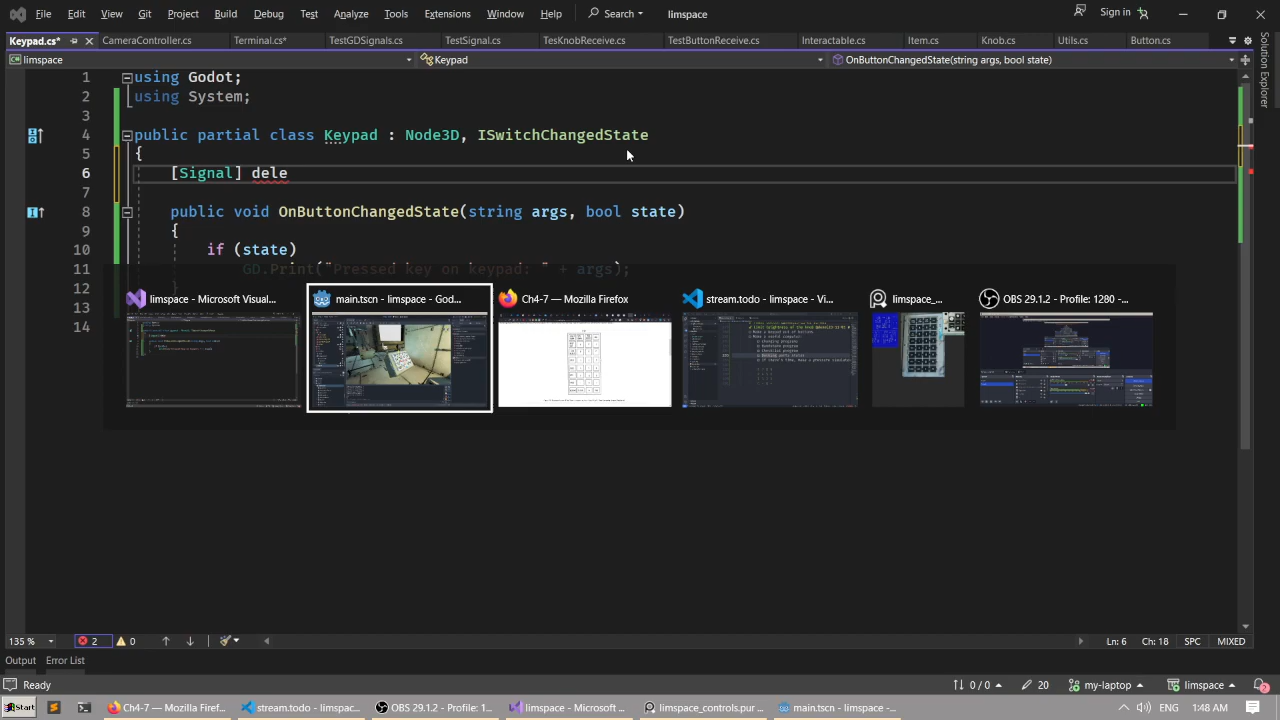 File Edit View Git Project Build Debug Test Analyze Tools Extensions Window Help Search limspace Sign in
Keypad.cs* CameraController.cs Terminal.cs* TestGDSignals.cs TestSignal.cs TesKnobReceive.cs TestButtonReceive.cs Interactable.cs Item.cs Knob.cs Utils.cs Button.cs
limspace Keypad OnButtonChangedState(string args, bool state)
Solution Explorer
1 using Godot;
2 using System;
3
4 public partial class Keypad : Node3D, ISwitchChangedState
5 {
6 [Signal] dele
7
8 public void OnButtonChangedState(string args, bool state)
9 {
10 if (state)
11 GD.Print("Pressed key on keypad: " + args);
12 }
13
14
limspace - Microsoft Visual... main.tscn - limspace - God... Ch4-7 — Mozilla Firefox stream.todo - limspace - Vi... limspace_... OBS 29.1.2 - Profile: 1280 -...
135 % 2 0 Ln: 6 Ch: 18 SPC MIXED
Output Error List
Ready 0 / 0 20 my-laptop limspace 2
Start Ch4-7 — Mozilla Firef... stream.todo - limspac... OBS 29.1.2 - Profile: 1... limspace - Microsoft ... limspace_controls.pur ... main.tscn - limspace -... 1:48 AM